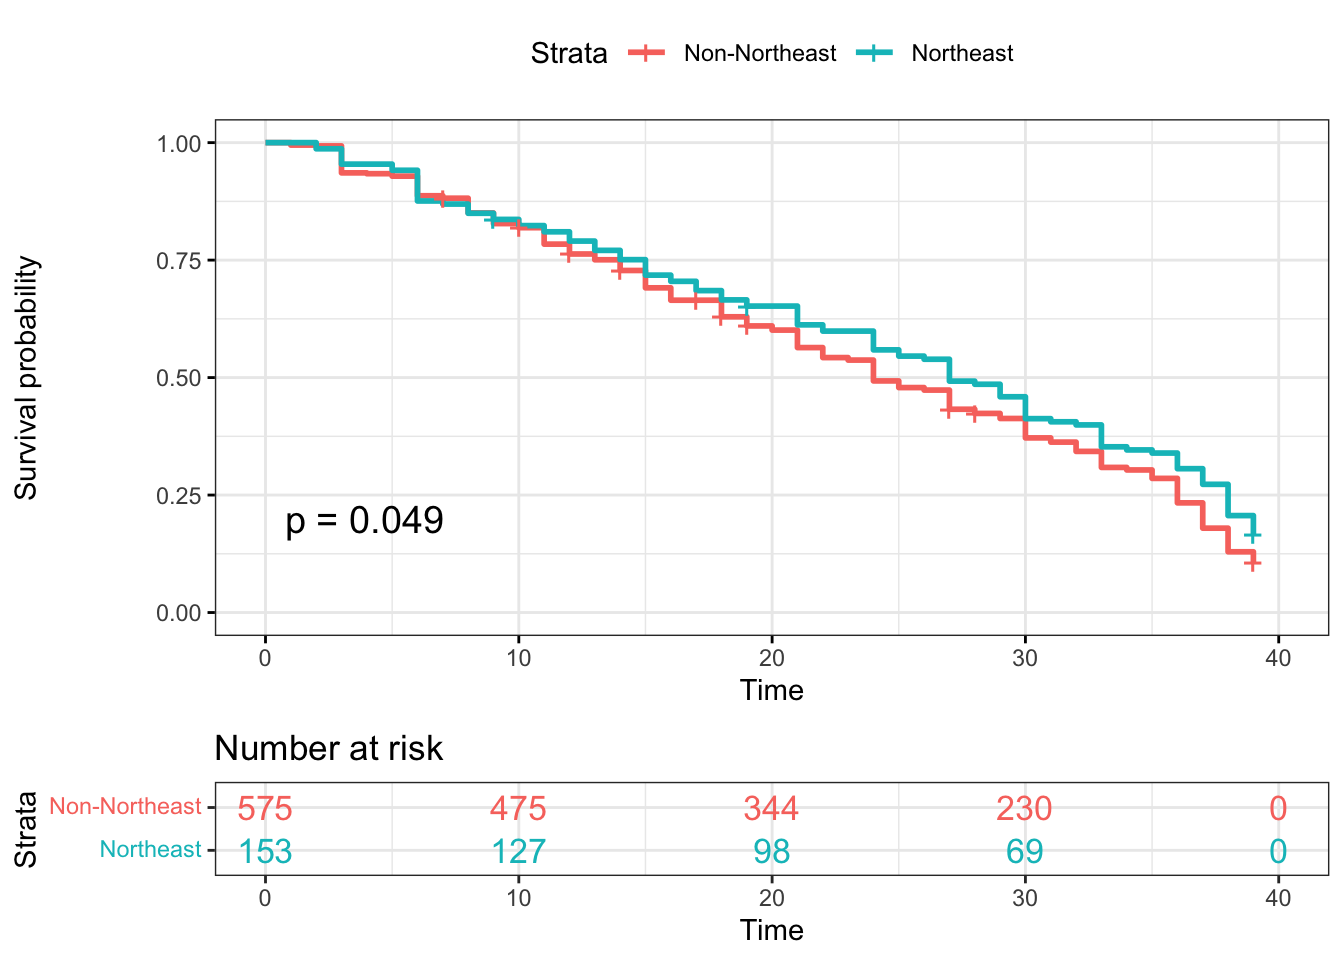 Strata Non-Northeast Northeast
Survival probability
1.00
0.75
0.50
0.25
0.00
p = 0.049
0 10 20 30 40
Time
Number at risk
Strata
Non-Northeast 575 475 344 230 0
Northeast 153 127 98 69 0
0 10 20 30 40
Time